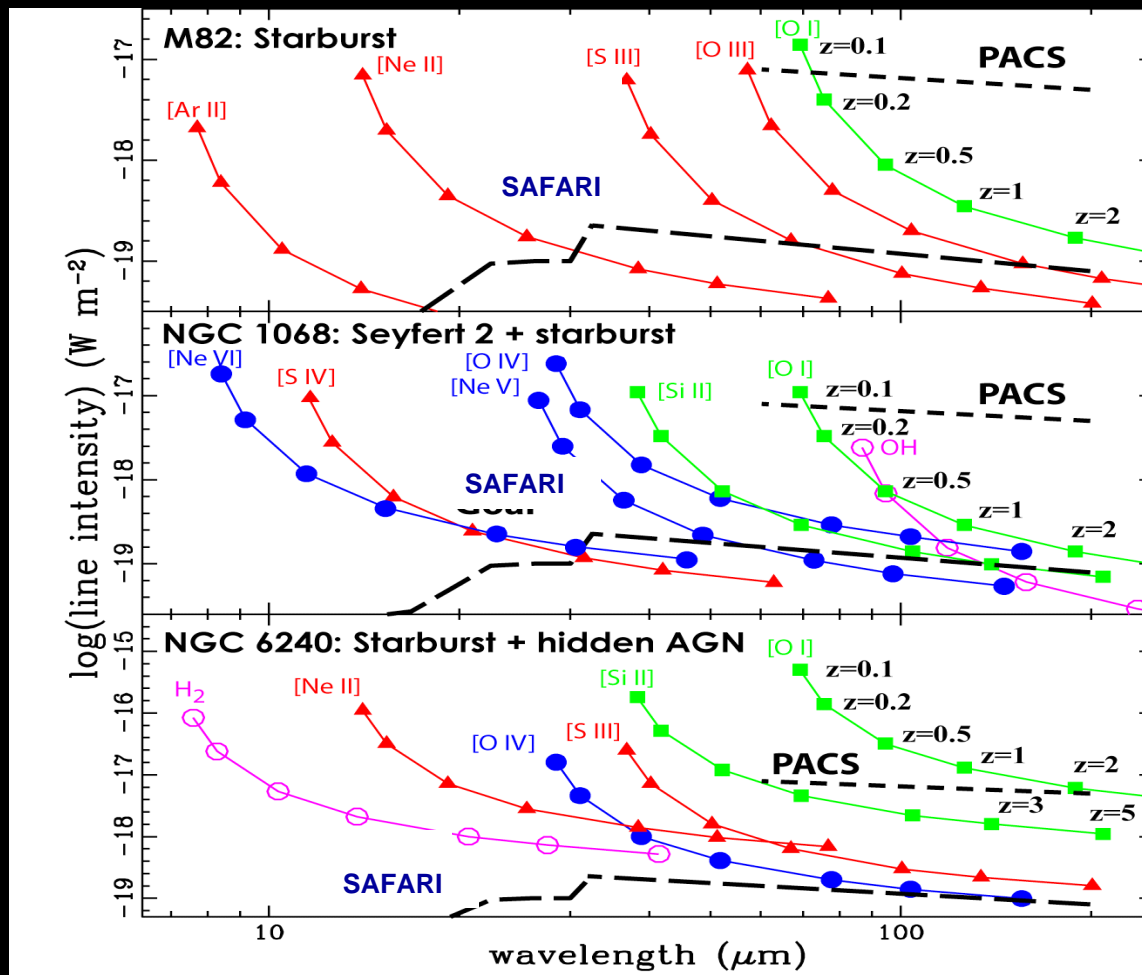 M82: Starburst
[O I]
z=0.1
PACS
[Ne II]
[S III]
[O III]
z=0.2
[Ar II]
z=0.5
SAFARI
z=1
z=2
−17
−18
−19
NGC 1068: Seyfert 2 + starburst
[Ne VI]
[O IV]
[O I]
z=0.1
PACS
[S IV]
[Ne V]
[Si II]
z=0.2
OH
SAFARI
z=0.5
z=1
z=2
−17
−18
−19
log(line intensity) (W m−2)
NGC 6240: Starburst + hidden AGN
[O I]
z=0.1
[Si II]
H2
[Ne II]
z=0.2
[O IV]
[S III]
z=0.5
PACS
z=1
z=2
z=3
z=5
SAFARI
−15
−16
−17
−18
−19
10
100
wavelength (μm)